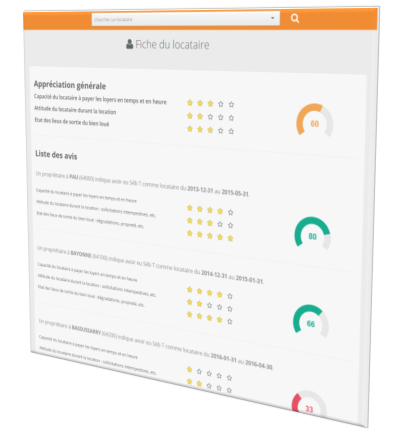 Chercher un locataire
Fiche du locataire
Appréciation générale
Capacité du locataire à payer les loyers en temps et en heure
Attitude du locataire durant la location
Etat des lieux de sortie du bien loué
60
Liste des avis
Un propriétaire à PAU (64000) indique avoir eu Séb T comme locataire du 2013-12-31 au 2015-05-31.
Capacité du locataire à payer les loyers en temps et en heure
Attitude du locataire durant la location : sollicitations intempestives, etc.
Etat des lieux de sortie du bien loué : dégradations, propreté, etc.
80
Un propriétaire à BAYONNE (64100) indique avoir eu Séb T comme locataire du 2014-12-31 au 2015-01-31.
Capacité du locataire à payer les loyers en temps et en heure
Attitude du locataire durant la location : sollicitations intempestives, etc.
Etat des lieux de sortie du bien loué : dégradations, propreté, etc.
66
Un propriétaire à BASSUSSARRY (64200) indique avoir eu Séb T comme locataire du 2016-01-31 au 2016-04-30.
Capacité du locataire à payer les loyers en temps et en heure
Attitude du locataire durant la location : sollicitations intempestives, etc.
33